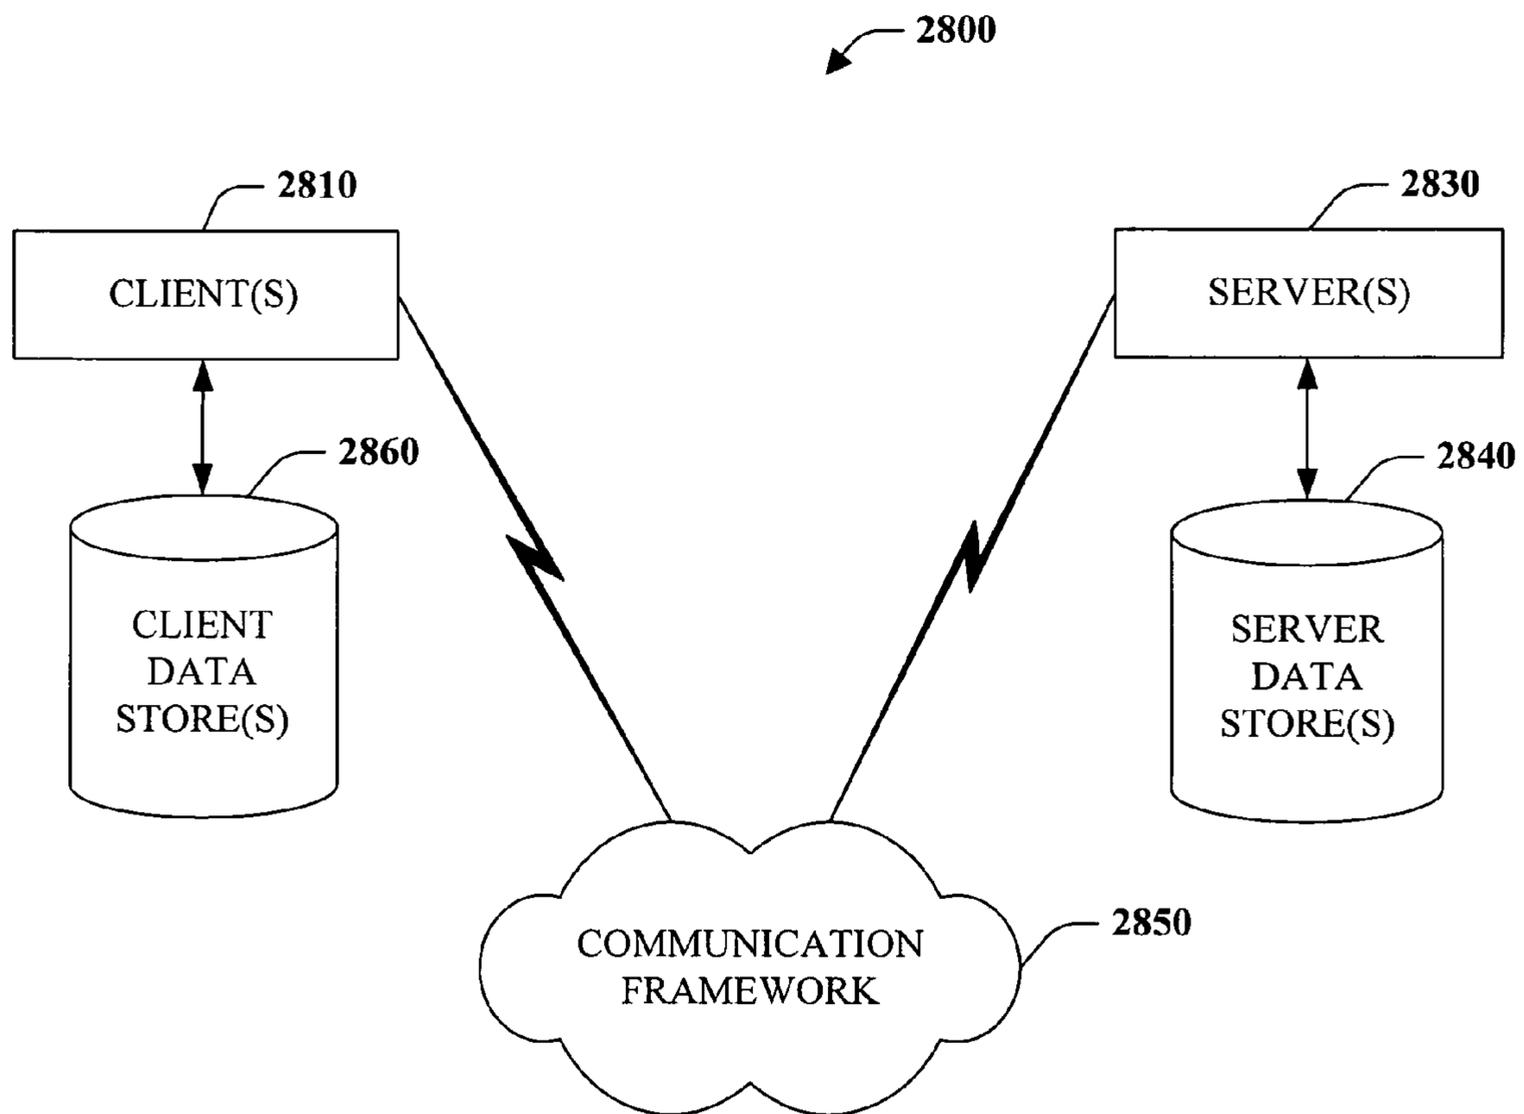 2800
2810
2830
CLIENT(S)
SERVER(S)
2860
2840
CLIENT
DATA
STORE(S)
SERVER
DATA
STORE(S)
2850
COMMUNICATION
FRAMEWORK